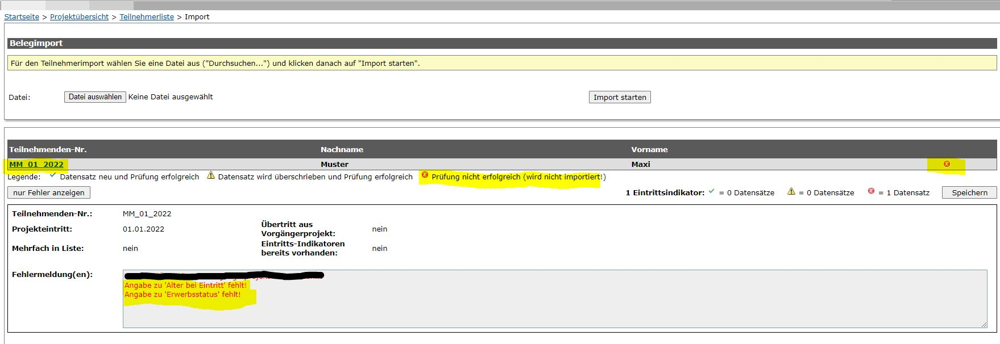 Startseite > Projektübersicht > Teilnehmerliste > Import
Belegimport
Für den Teilnehmerimport wählen Sie eine Datei aus ("Durchsuchen...") und klicken danach auf "Import starten".
Datei: Datei auswählen Keine Datei ausgewählt Import starten
Teilnehmenden-Nr. Nachname Vorname
MM_01_2022 Muster Maxi
Legende: Datensatz neu und Prüfung erfolgreich Datensatz wird überschrieben und Prüfung erfolgreich Prüfung nicht erfolgreich (wird nicht importiert!)
nur Fehler anzeigen 1 Eintrittsindikator: = 0 Datensätze = 0 Datensätze = 1 Datensatz Speichern
Teilnehmenden-Nr.: MM_01_2022
Projekteintritt: 01.01.2022 Übertritt aus
Vorgängerprojekt: nein
Mehrfach in Liste: nein Eintritts-Indikatoren
bereits vorhanden: nein
Fehlermeldung(en):
Angabe zu 'Alter bei Eintritt' fehlt!
Angabe zu 'Erwerbsstatus' fehlt!